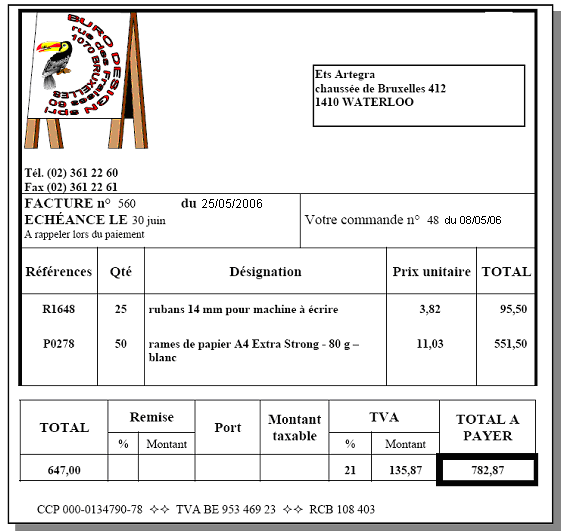 BURO DESIGN sprl
rue des Fraises 60
1070 BRUXELLES
Ets Artegra
chaussée de Bruxelles 412
1410 WATERLOO
Tél. (02) 361 22 60
Fax (02) 361 22 61
FACTURE n° 560 du 25/05/2006
ECHÉANCE LE 30 juin
A rappeler lors du paiement
Votre commande n° 48 du 08/05/06
Références Qté Désignation Prix unitaire TOTAL
R1648 25 rubans 14 mm pour machine à écrire 3,82 95,50
P0278 50 rames de papier A4 Extra Strong - 80 g – 11,03 551,50
blanc
TOTAL Remise Port Montant taxable TVA TOTAL A PAYER
% Montant % Montant
647,00 21 135,87 782,87
CCP 000-0134790-78 ✧✧ TVA BE 953 469 23 ✧✧ RCB 108 403